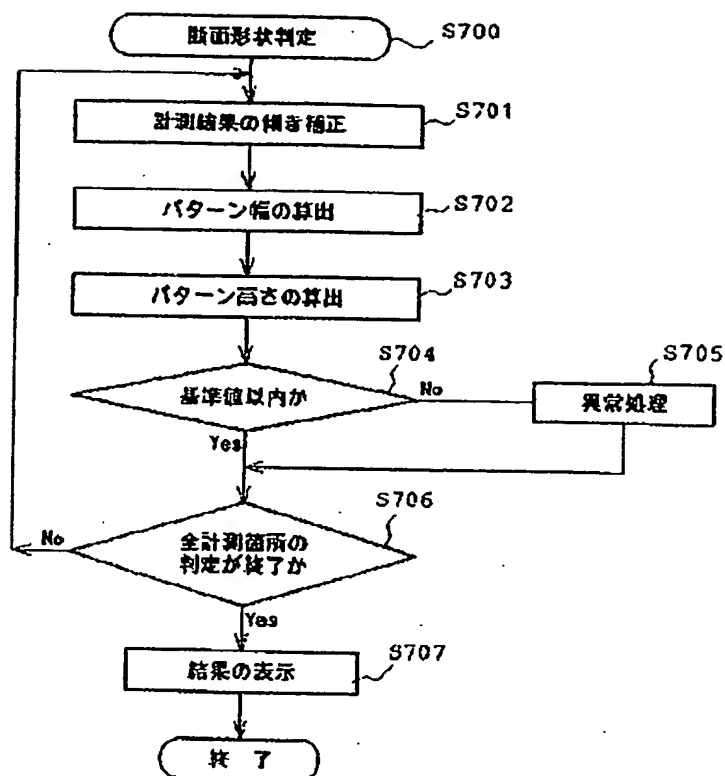 断面形状判定
S700
計測結果の傾き補正
S701
パターン幅の算出
S702
パターン高さの算出
S703
S704
基準値以内か
No
S705
異常処理
Yes
S706
全計測箇所の
判定が終了か
No
Yes
S707
結果の表示
終 了